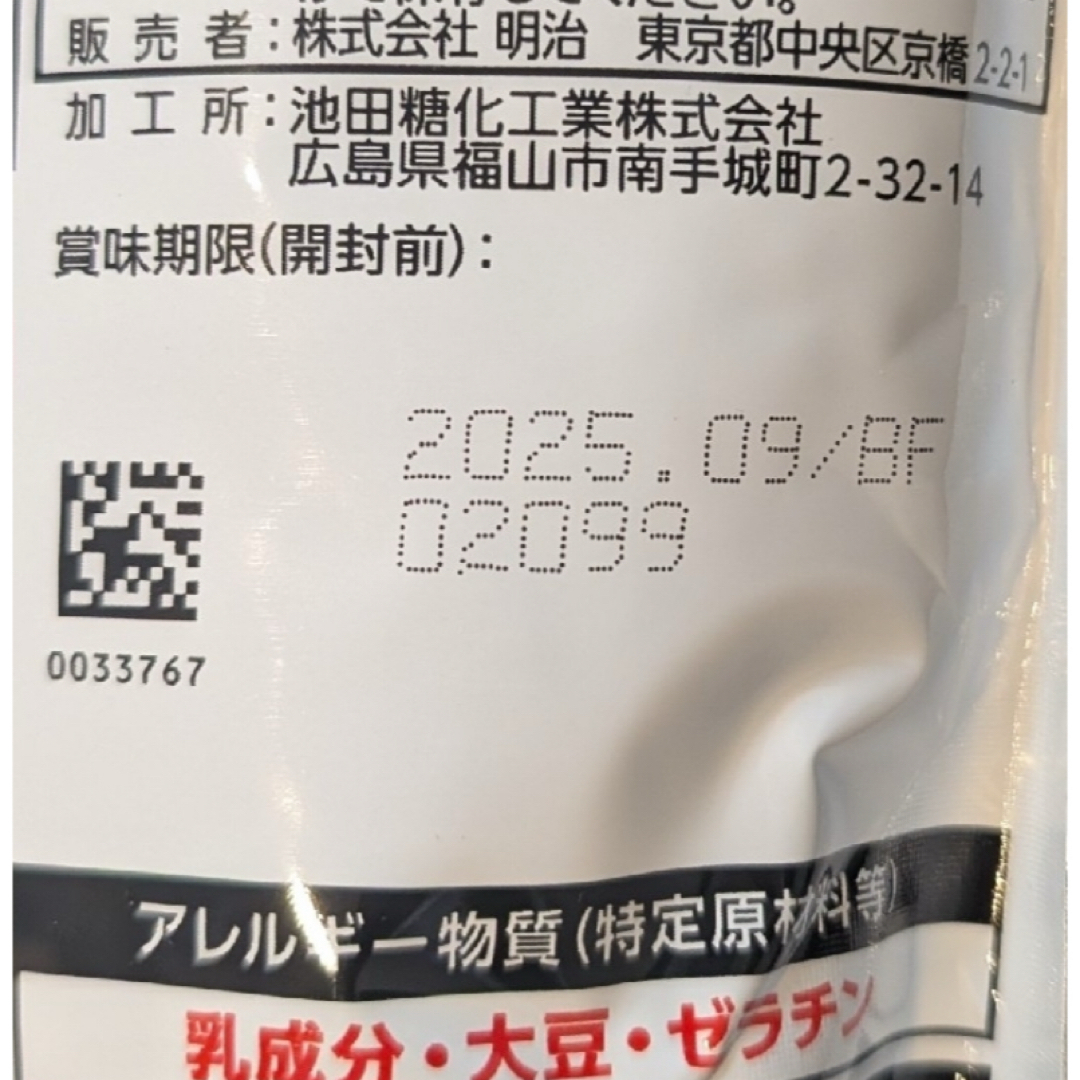 販売者：株式会社 明治　東京都中央区京橋2-2-1
加工所：池田糖化工業株式会社
広島県福山市南手城町2-32-14
賞味期限(開封前)：
2025.09/BF
02099
0033767
アレルギー物質(特定原材料等)
乳成分・大豆・ゼラチン